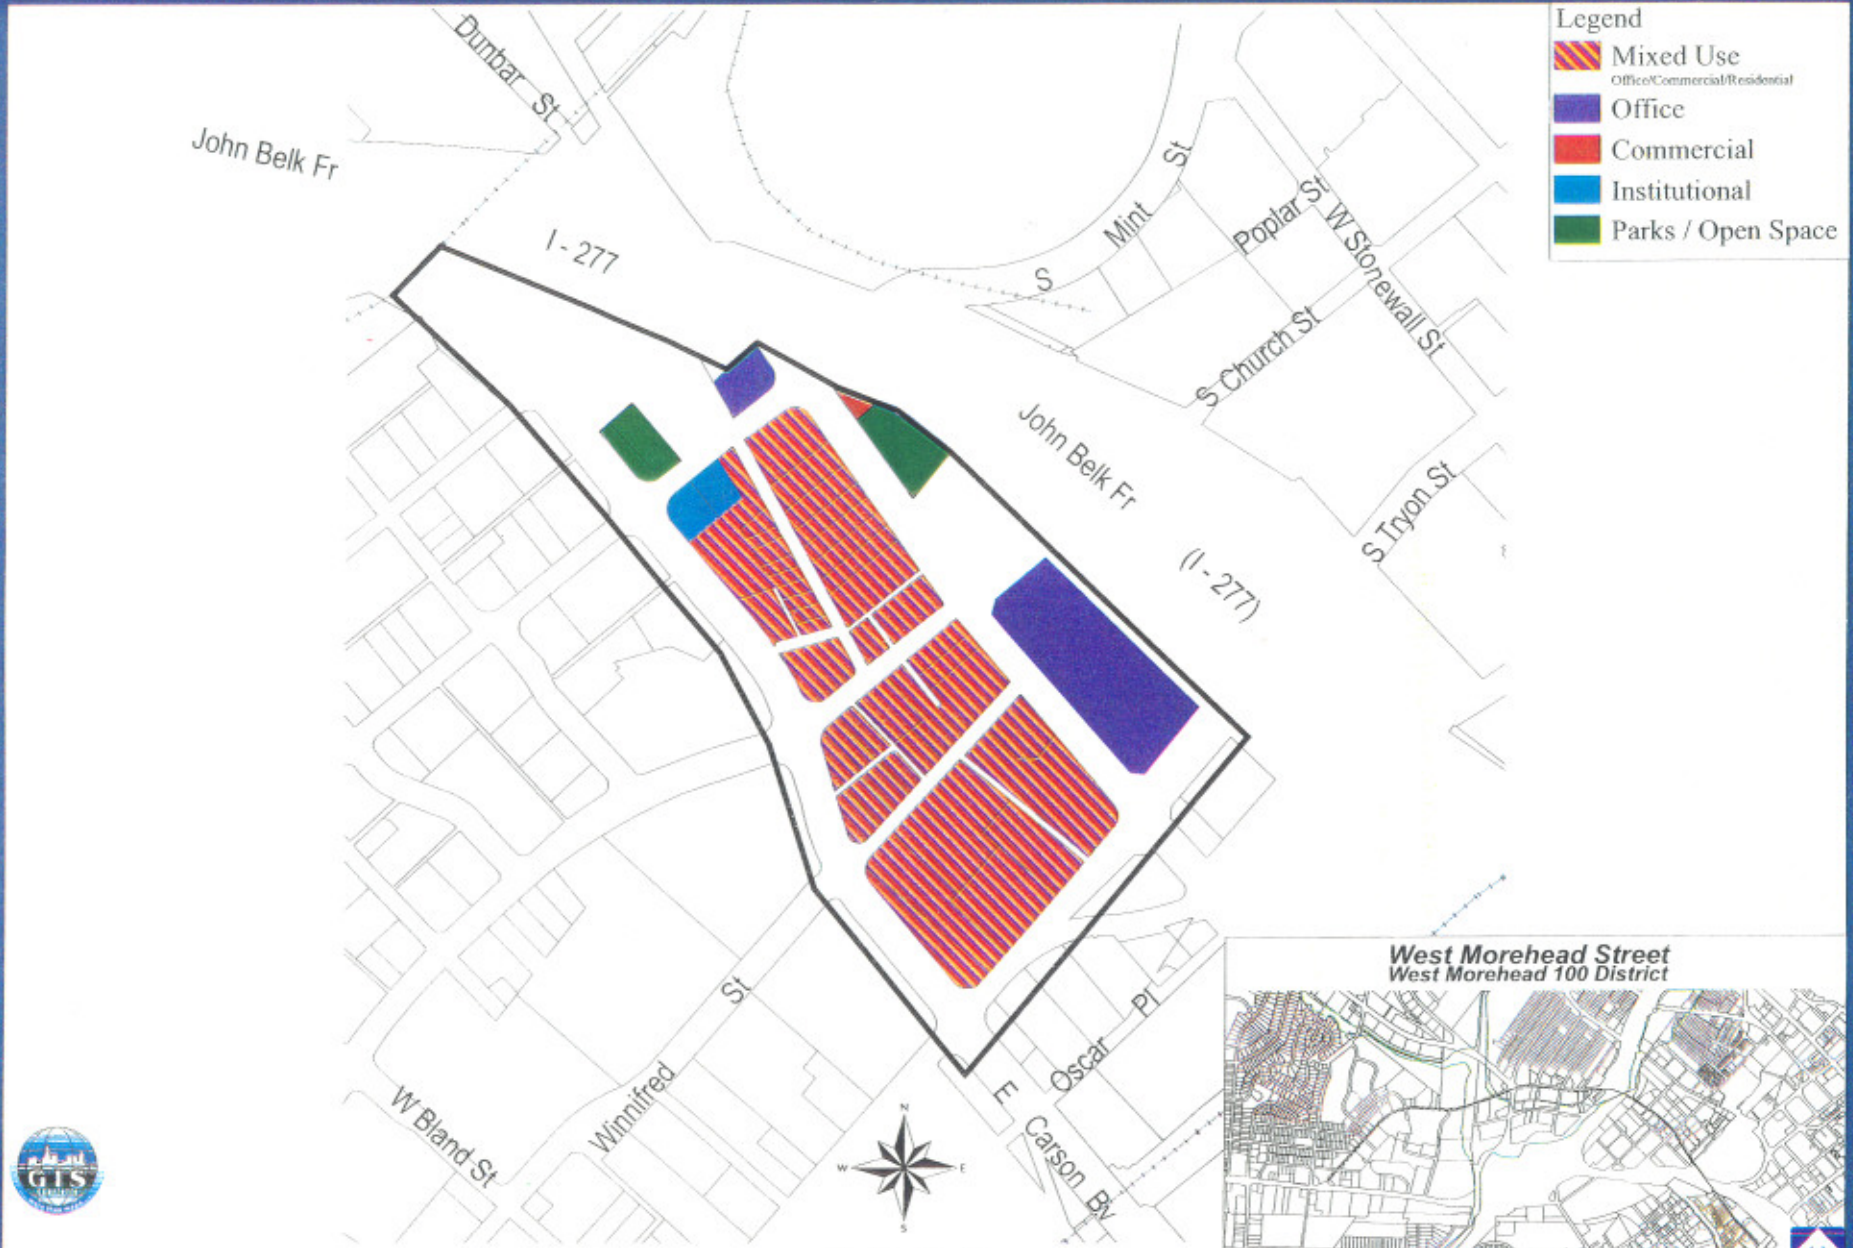 Legend
Mixed Use
Office/Commercial/Residential
Office
Commercial
Institutional
Parks / Open Space
Dunbar St
John Belk Fr
I - 277
S Mint St
Poplar St
W Stonewall St
S Church St
John Belk Fr
S Tryon St
(I - 277)
West Morehead Street
West Morehead 100 District
Oscar Pl
Winnifred St
W Bland St
E Carson Bv
N
W
E
S
GIS